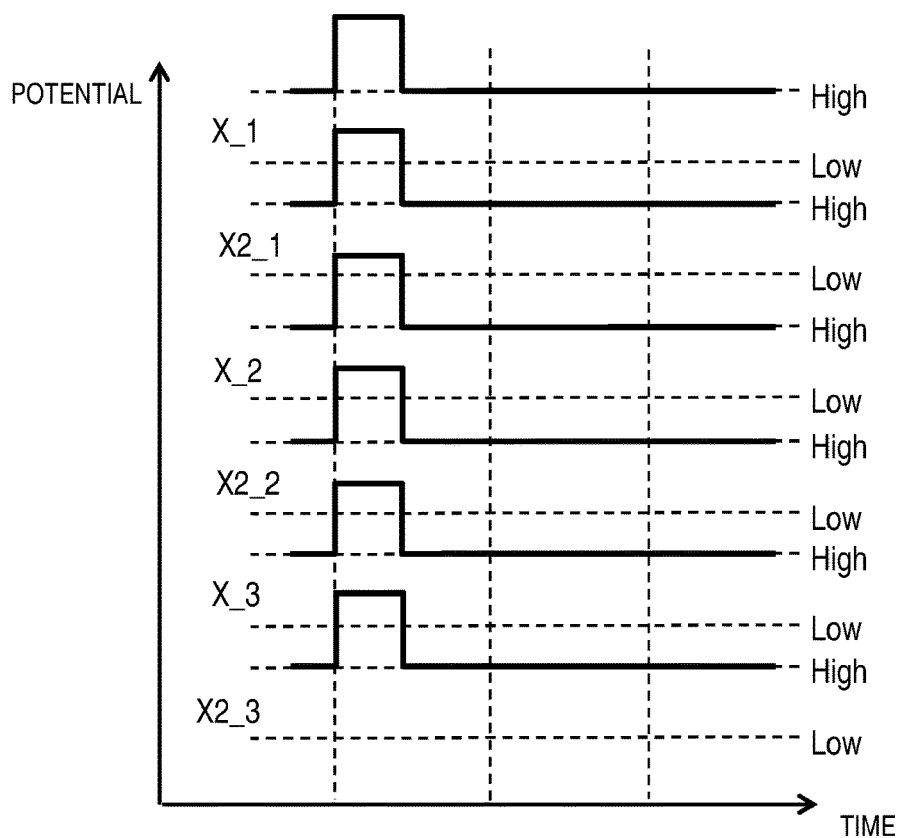 POTENTIAL
High
X_1
Low
High
X2_1
Low
High
X_2
Low
High
X2_2
Low
High
X_3
Low
High
X2_3
Low
TIME